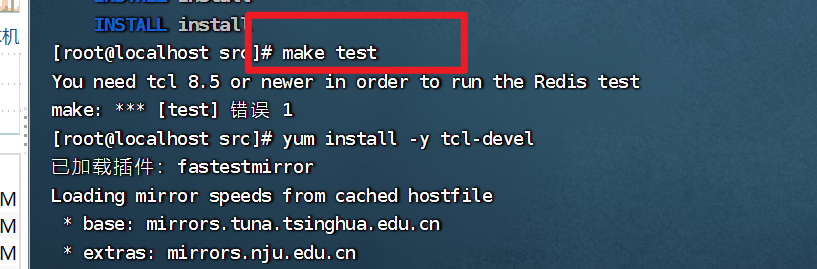 INSTALL install
INSTALL install
[root@localhost src]# make test
You need tcl 8.5 or newer in order to run the Redis test
make: *** [test] 错误 1
[root@localhost src]# yum install -y tcl-devel
已加载插件: fastestmirror
Loading mirror speeds from cached hostfile
* base: mirrors.tuna.tsinghua.edu.cn
* extras: mirrors.nju.edu.cn
机
M
M
M